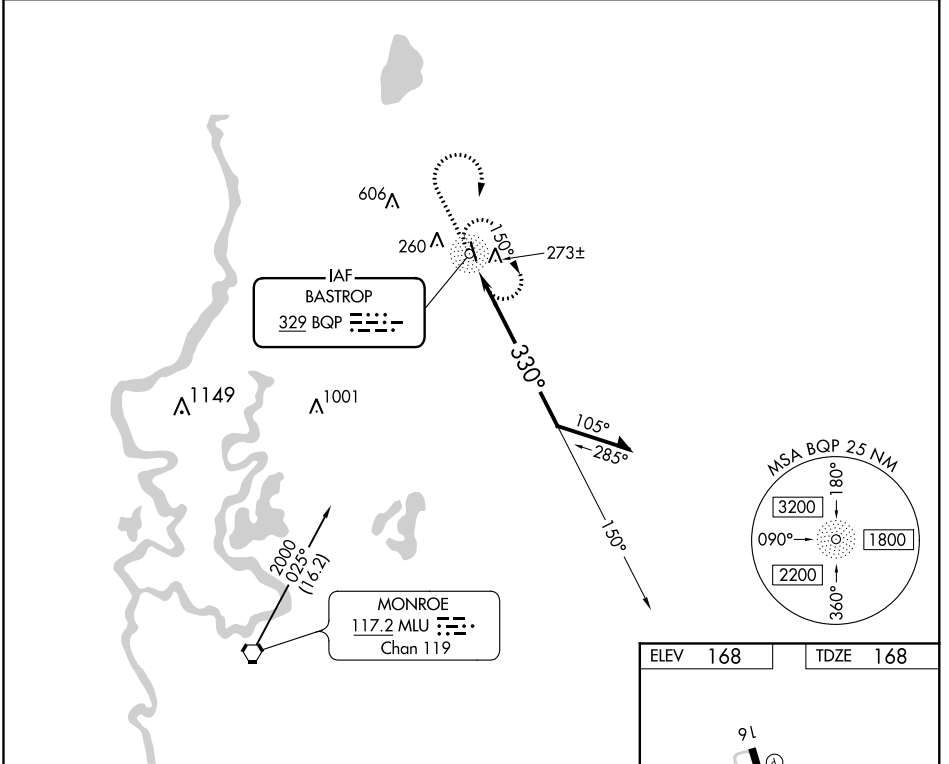 606
260
150°
273±
IAF
BASTROP
329 BQP
330°
1149
1001
105°
285°
MSA BQP 25 NM
180°
3200
090°
1800
2200
360°
150°
2000
025°
(16.2)
MONROE
117.2 MLU
Chan 119
ELEV 168
TDZE 168
16
A